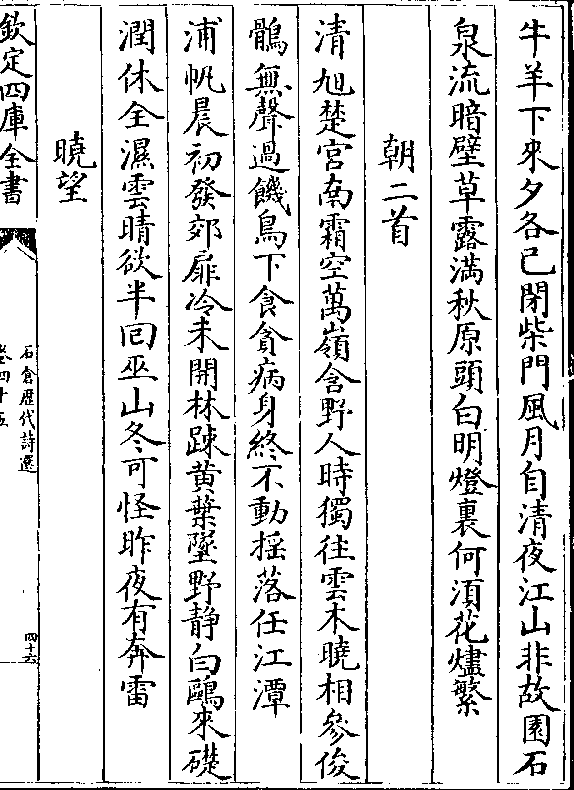 牛羊下來夕各已閉柴門風月自清夜江山非故園石
泉流暗壁草露滿秋原頭白明燈裏何湏花燼繁
朝二首
清旭楚宮南霜空萬嶺含野人時獨往雲木曉相參俊
鶻無聲過饑烏下食貪病身終不動摇落任江潭
浦帆晨初發郊扉冷未開林踈黄葉墜野静白鷗來礎
潤休全濕雲晴欲半回巫山冬可怪昨夜有奔雷
曉望
欽定四庫全書
石倉歴代詩選
卷四十五
四十六